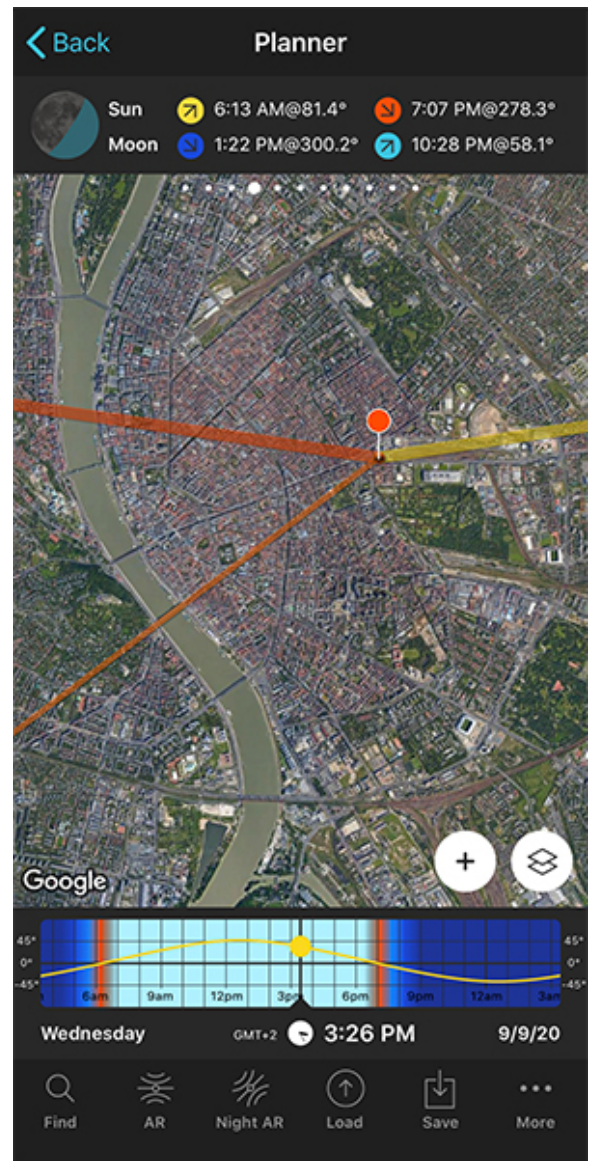 Back
Planner
Sun 6:13 AM@81.4° 7:07 PM@278.3°
Moon 1:22 PM@300.2° 10:28 PM@58.1°
Google
45° 45°
0° 0°
-45° -45°
6am 9am 12pm 3pm 6pm 9pm 12am 3am
Wednesday GMT+2 3:26 PM 9/9/20
Find AR Night AR Load Save More